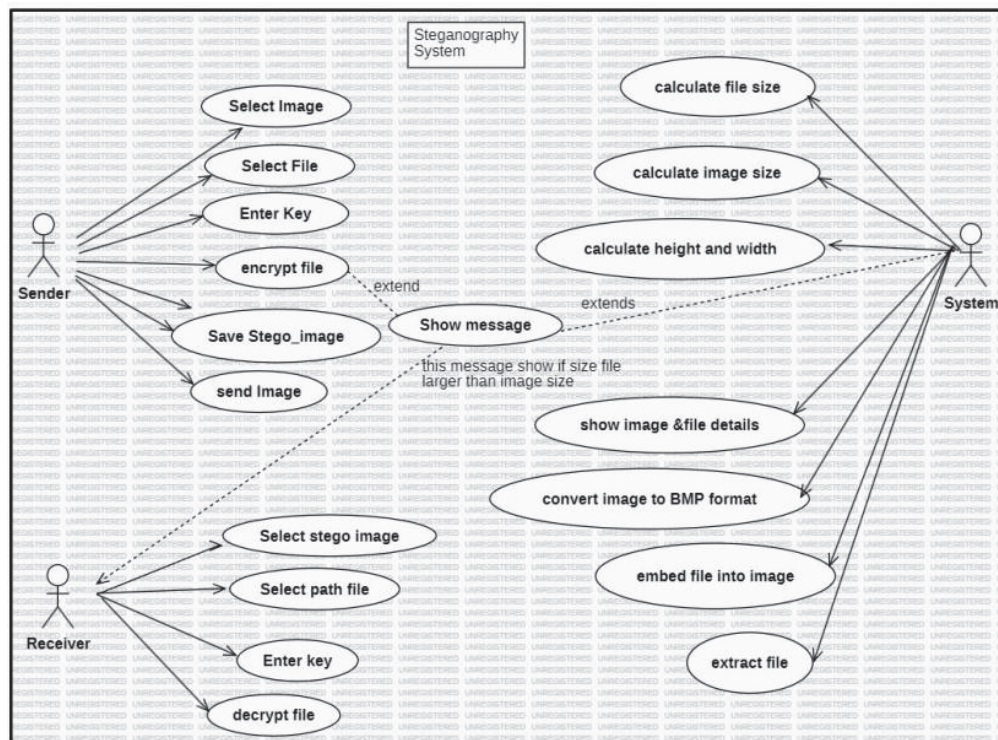 Steganography
System
Select Image
Select File
Enter Key
encrypt file
Save Stego_image
send Image
Sender
extend
Show message
extends
this message show if size file
larger than image size
calculate file size
calculate image size
calculate height and width
System
show image &file details
convert image to BMP format
embed file into image
extract file
Select stego image
Select path file
Enter key
decrypt file
Receiver
UNREGISTERED